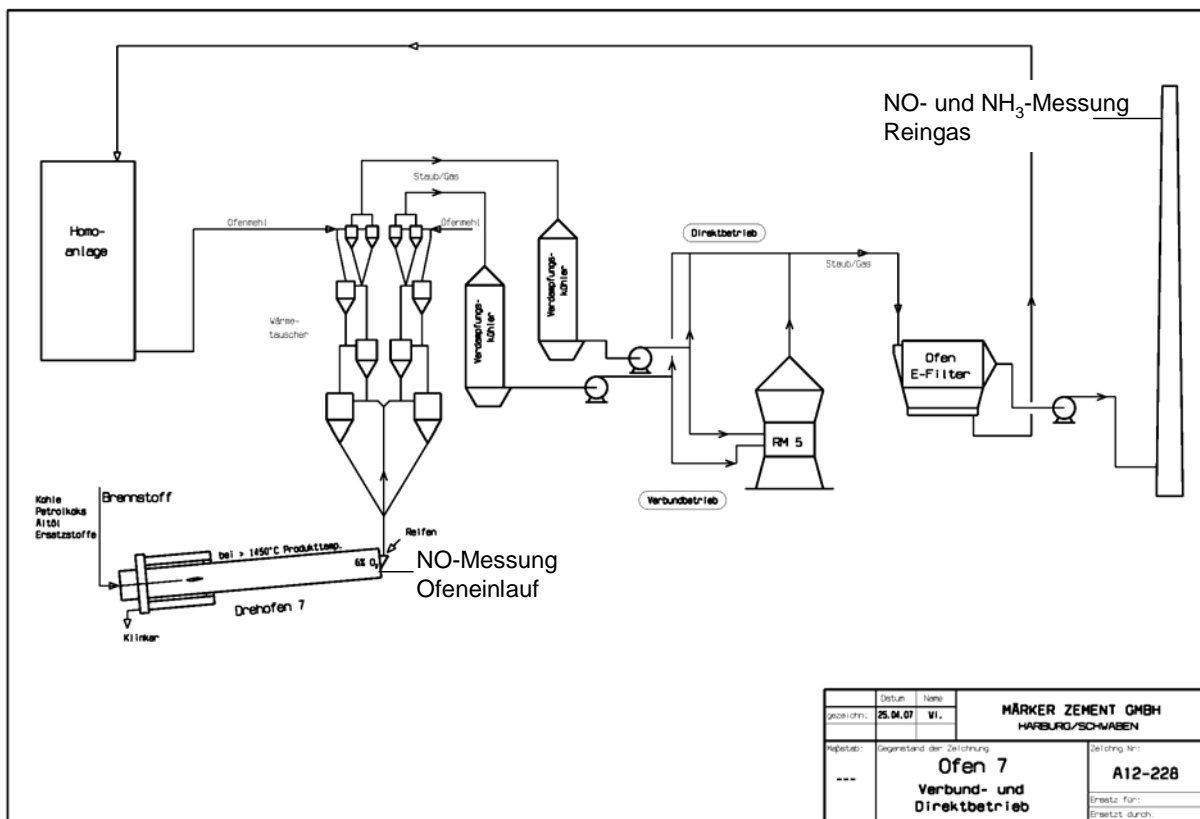 NO- und NH₃-Messung
Reingas
Homo-
anlage
Staub/Gas
Ofenmehl
Ofenmehl
Wärme-
tauscher
Verdampfungs-
kühler
Verdampfungs-
kühler
Direktbetrieb
Staub/Gas
Ofen
E-Filter
RM 5
Verbundbetrieb
Brennstoff
Kohle
Petrolkoks
Altöl
Ersatzstoffe
bei > 1450°C Produkttemp.
6% O₂
Reifen
NO-Messung
Ofeneinlauf
Drehofen 7
Klinker
Datum Name
gezeichn: 25.04.07 Wi.
MÄRKER ZEMENT GMBH
HARBURG/SCHWABEN
Maßstab:
---
Gegenstand der Zeichnung
Ofen 7
Verbund- und
Direktbetrieb
Zeichng.Nr:
A12-228
Ersatz für:
Ersetzt durch.